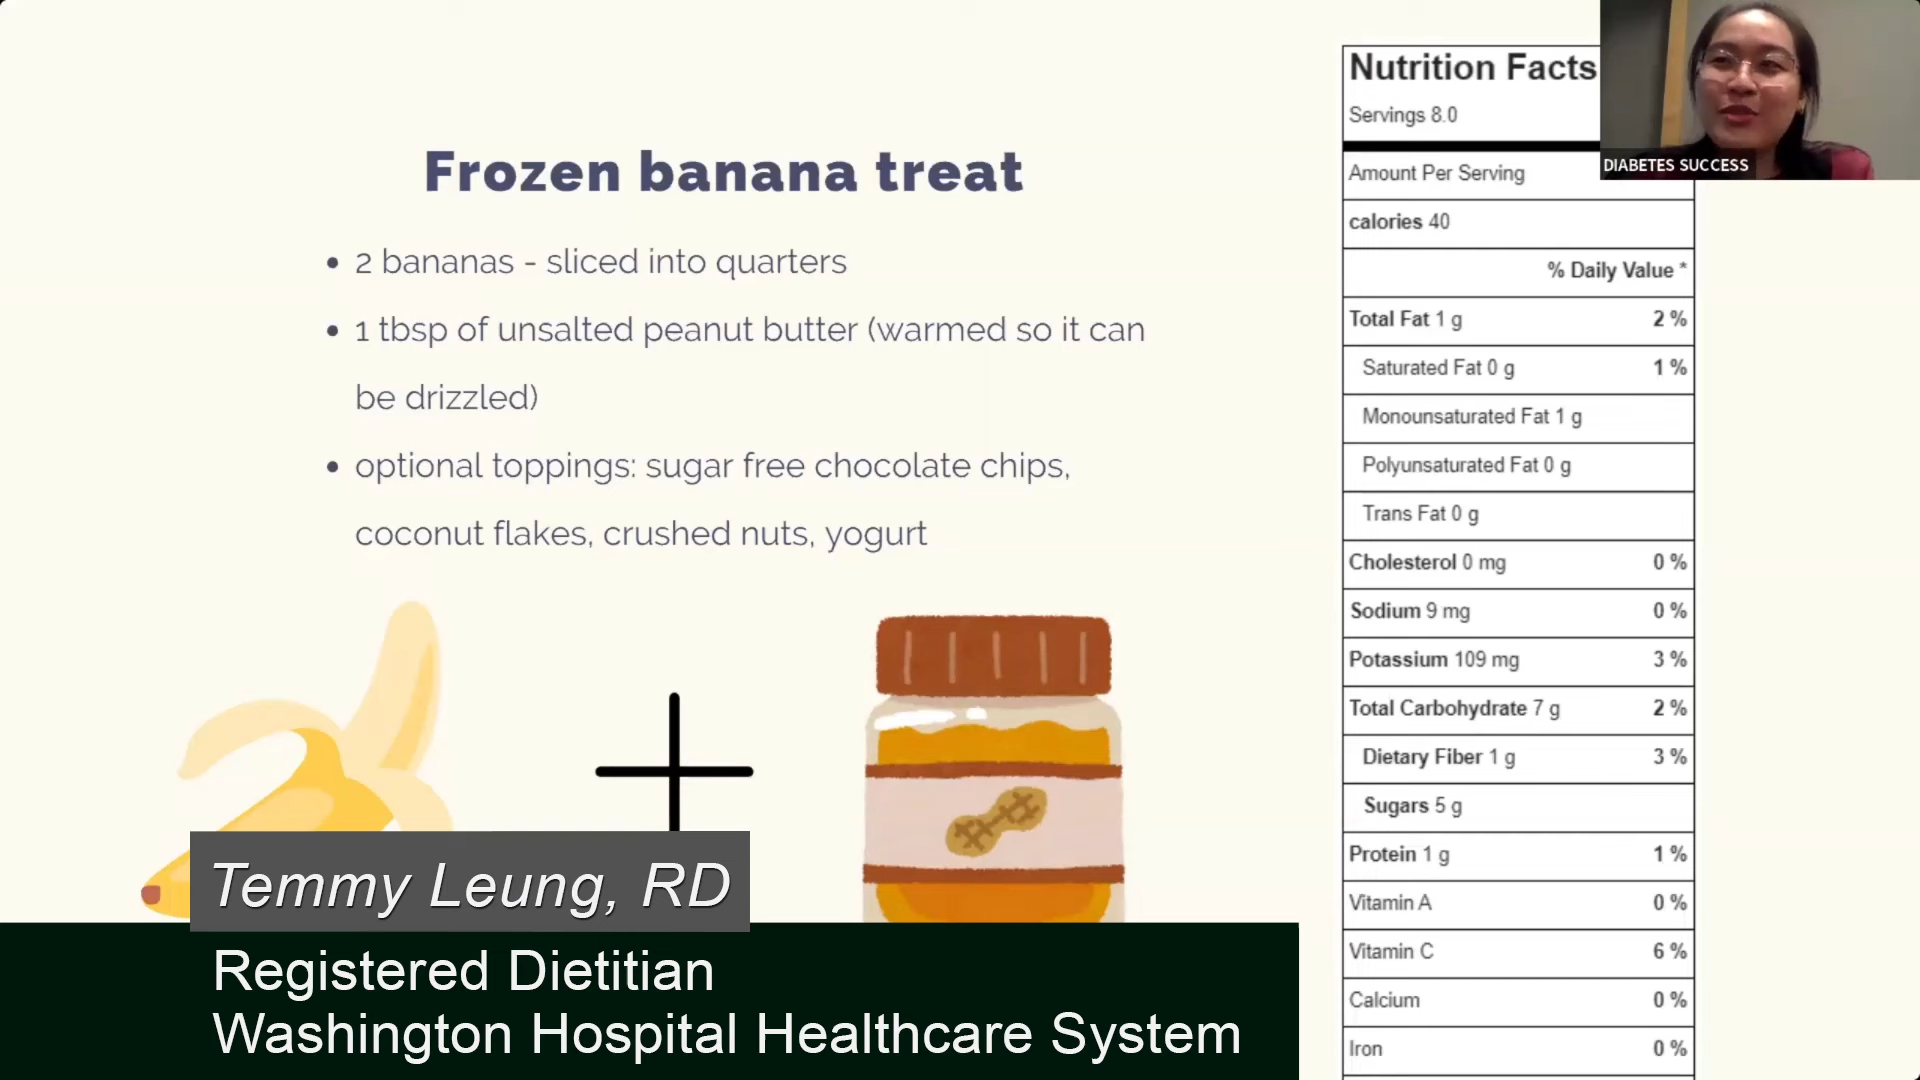 Frozen banana treat
• 2 bananas - sliced into quarters
• 1 tbsp of unsalted peanut butter (warmed so it can
be drizzled)
• optional toppings: sugar free chocolate chips,
coconut flakes, crushed nuts, yogurt
Temmy Leung, RD
Registered Dietitian
Washington Hospital Healthcare System
Nutrition Facts
Servings 8.0
Amount Per Serving
calories 40
% Daily Value *
Total Fat 1 g 2 %
Saturated Fat 0 g 1 %
Monounsaturated Fat 1 g
Polyunsaturated Fat 0 g
Trans Fat 0 g
Cholesterol 0 mg 0 %
Sodium 9 mg 0 %
Potassium 109 mg 3 %
Total Carbohydrate 7 g 2 %
Dietary Fiber 1 g 3 %
Sugars 5 g
Protein 1 g 1 %
Vitamin A 0 %
Vitamin C 6 %
Calcium 0 %
Iron 0 %
DIABETES SUCCESS